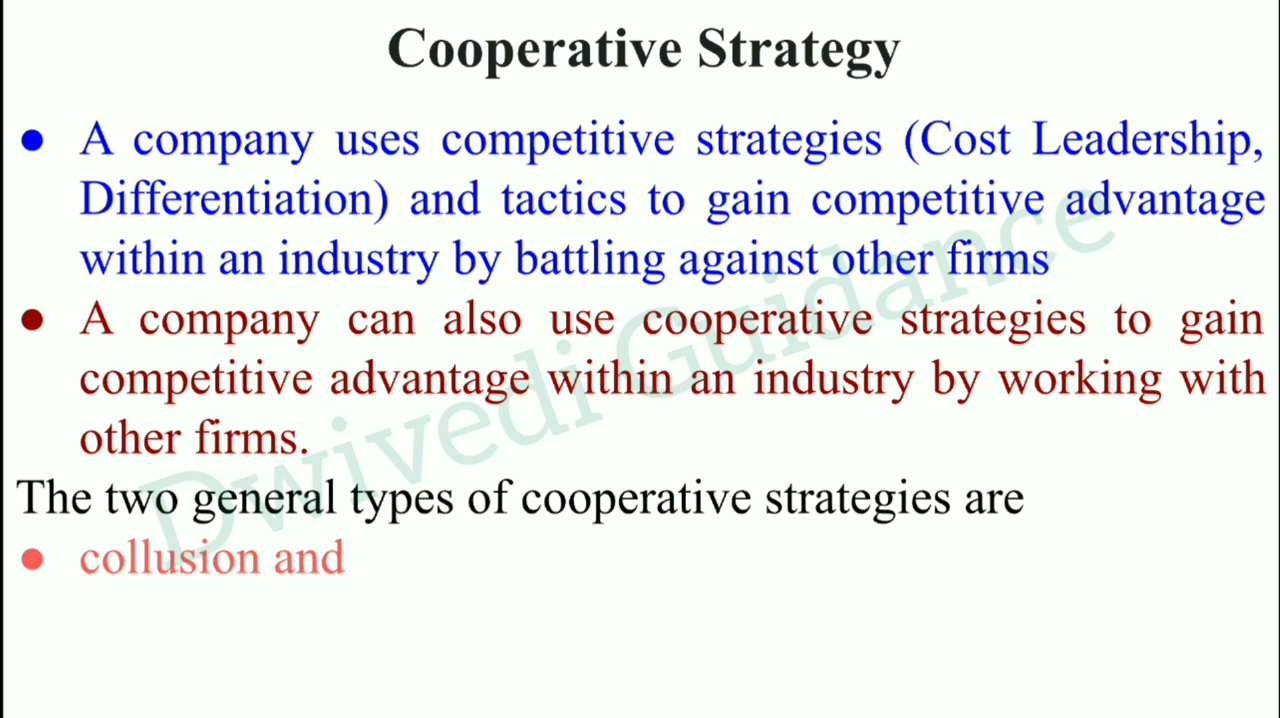 Cooperative Strategy
● A company uses competitive strategies (Cost Leadership,
Differentiation) and tactics to gain competitive advantage
within an industry by battling against other firms
● A company can also use cooperative strategies to gain
competitive advantage within an industry by working with
other firms.
The two general types of cooperative strategies are
● collusion and
Dwivedi Guidance